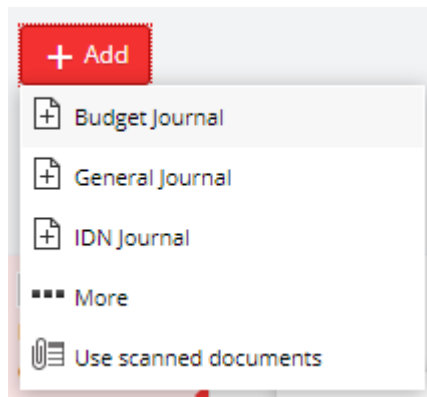 + Add
Budget Journal
General Journal
IDN Journal
More
Use scanned documents